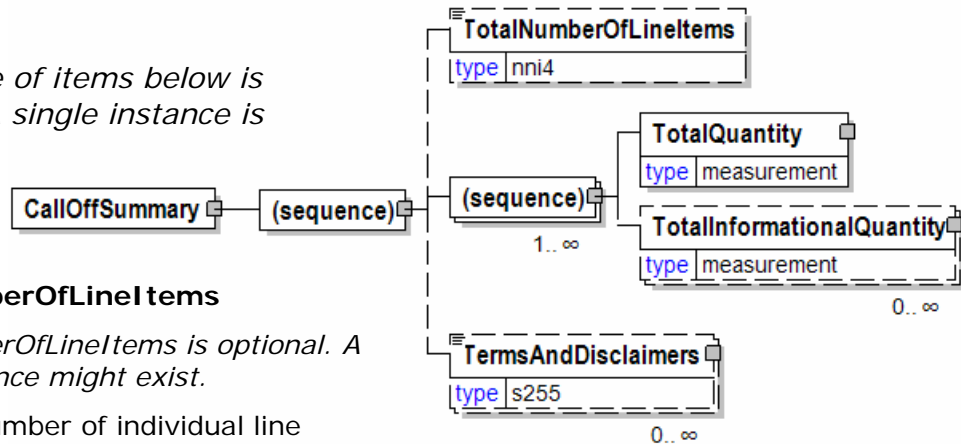 TotalNumberOfLineItems
type nni4
e of items below is
single instance is
TotalQuantity
type measurement
CallOffSummary
(sequence)
(sequence)
1.. ∞
TotalInformationalQuantity
type measurement
0.. ∞
berOfLineItems
erOfLineItems is optional. A
nce might exist.
TermsAndDisclaimers
type s255
0.. ∞
umber of individual line